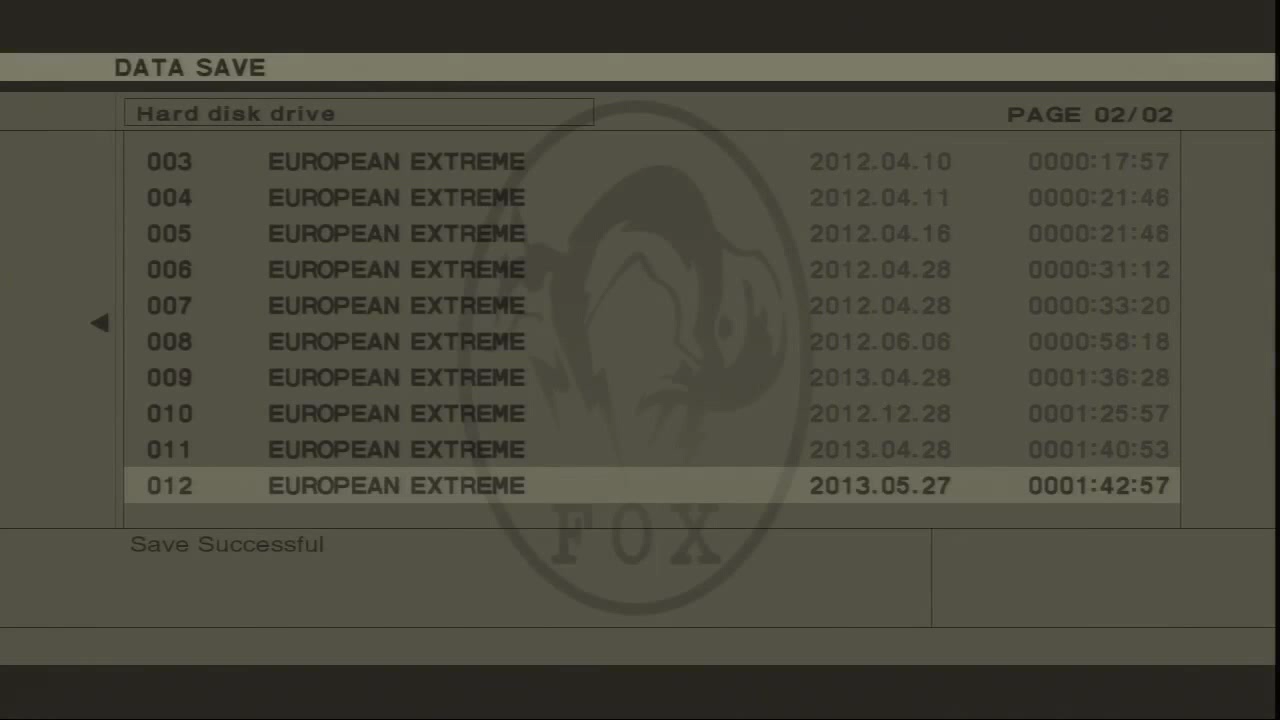 DATA SAVE
Hard disk drive PAGE 02/02
003 EUROPEAN EXTREME 2012.04.10 0000:17:57
004 EUROPEAN EXTREME 2012.04.11 0000:21:46
005 EUROPEAN EXTREME 2012.04.16 0000:21:46
006 EUROPEAN EXTREME 2012.04.28 0000:31:12
007 EUROPEAN EXTREME 2012.04.28 0000:33:20
008 EUROPEAN EXTREME 2012.06.06 0000:58:18
009 EUROPEAN EXTREME 2013.04.28 0001:36:28
010 EUROPEAN EXTREME 2012.12.28 0001:25:57
011 EUROPEAN EXTREME 2013.04.28 0001:40:53
012 EUROPEAN EXTREME 2013.05.27 0001:42:57
FOX
Save Successful